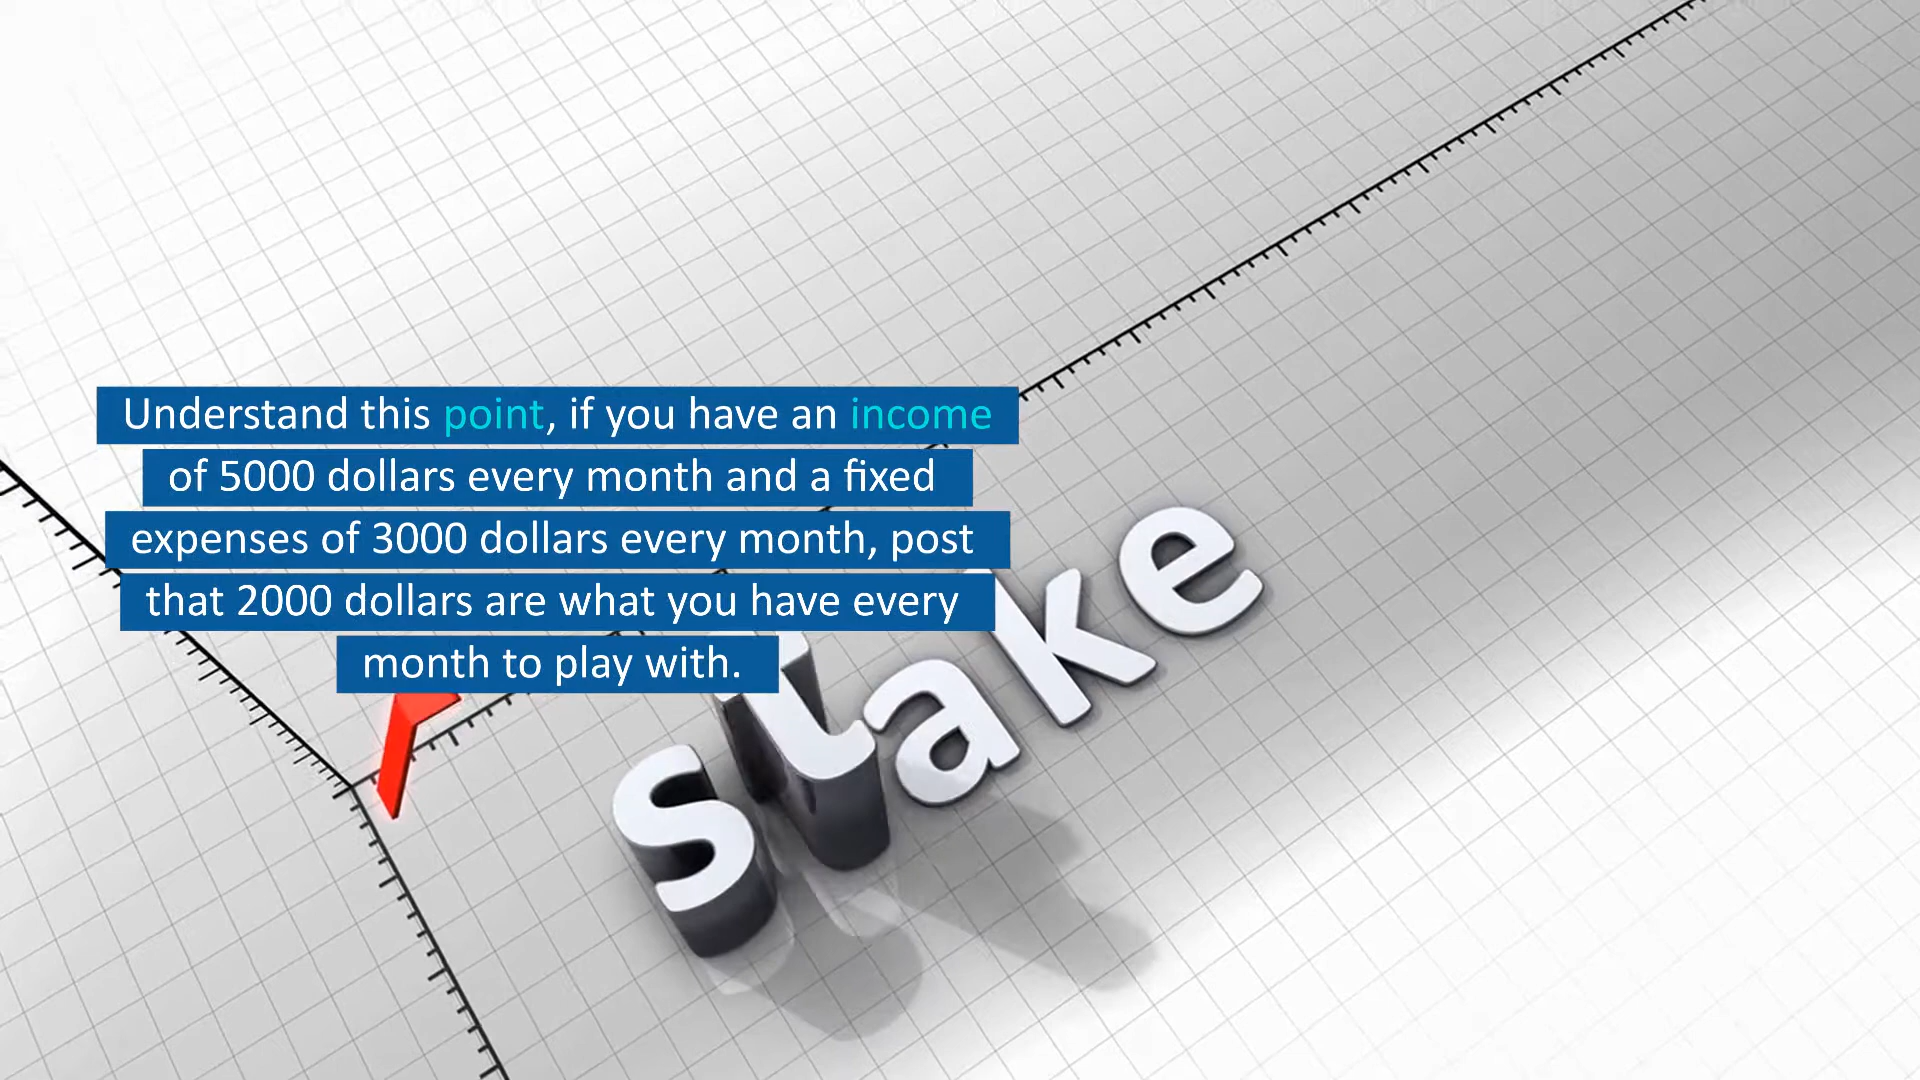 Understand this point, if you have an income
of 5000 dollars every month and a fixed
expenses of 3000 dollars every month, post
that 2000 dollars are what you have every
month to play with.
stake